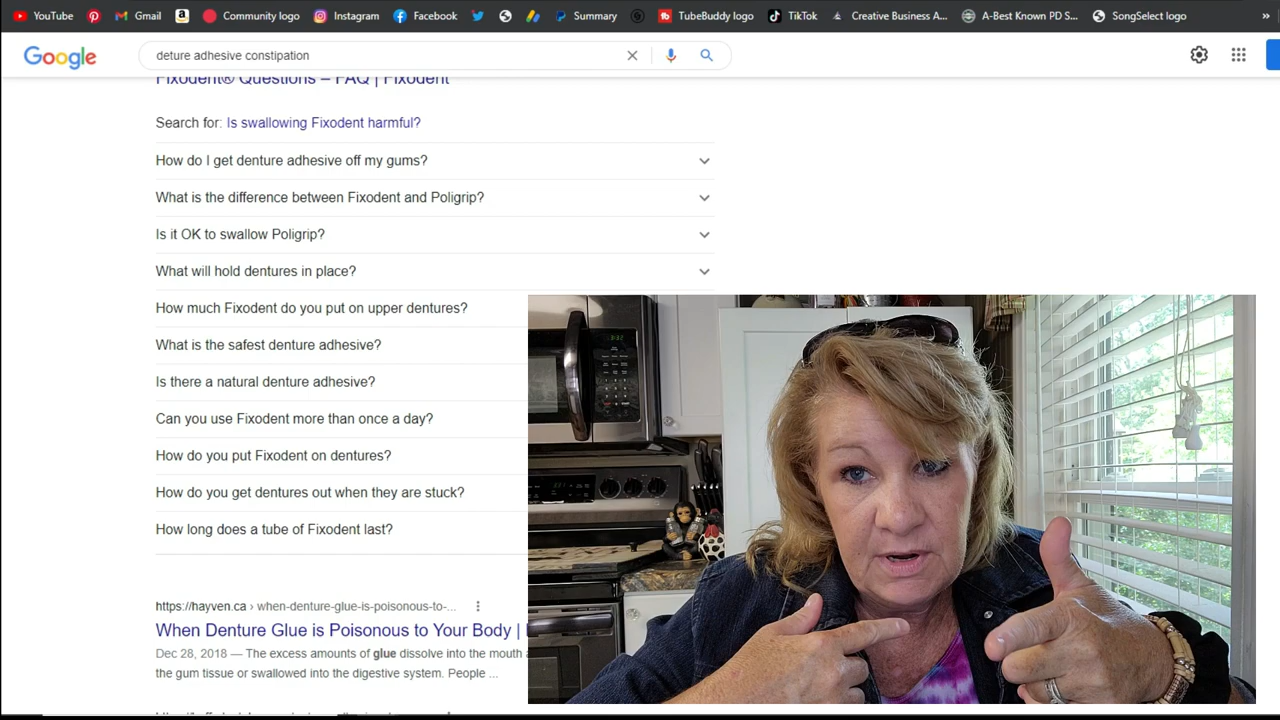 YouTube
Gmail
Community logo
Instagram
Facebook
Summary
TubeBuddy logo
TikTok
Creative Business A...
A-Best Known PD S...
SongSelect logo
»
Google
deture adhesive constipation
Fixodent® Questions – FAQ | Fixodent
Search for: Is swallowing Fixodent harmful?
How do I get denture adhesive off my gums?
What is the difference between Fixodent and Poligrip?
Is it OK to swallow Poligrip?
What will hold dentures in place?
How much Fixodent do you put on upper dentures?
What is the safest denture adhesive?
Is there a natural denture adhesive?
Can you use Fixodent more than once a day?
How do you put Fixodent on dentures?
How do you get dentures out when they are stuck?
How long does a tube of Fixodent last?
https://hayven.ca › when-denture-glue-is-poisonous-to-...
When Denture Glue is Poisonous to Your Body |
Dec 28, 2018 — The excess amounts of glue dissolve into the mouth
the gum tissue or swallowed into the digestive system. People ...